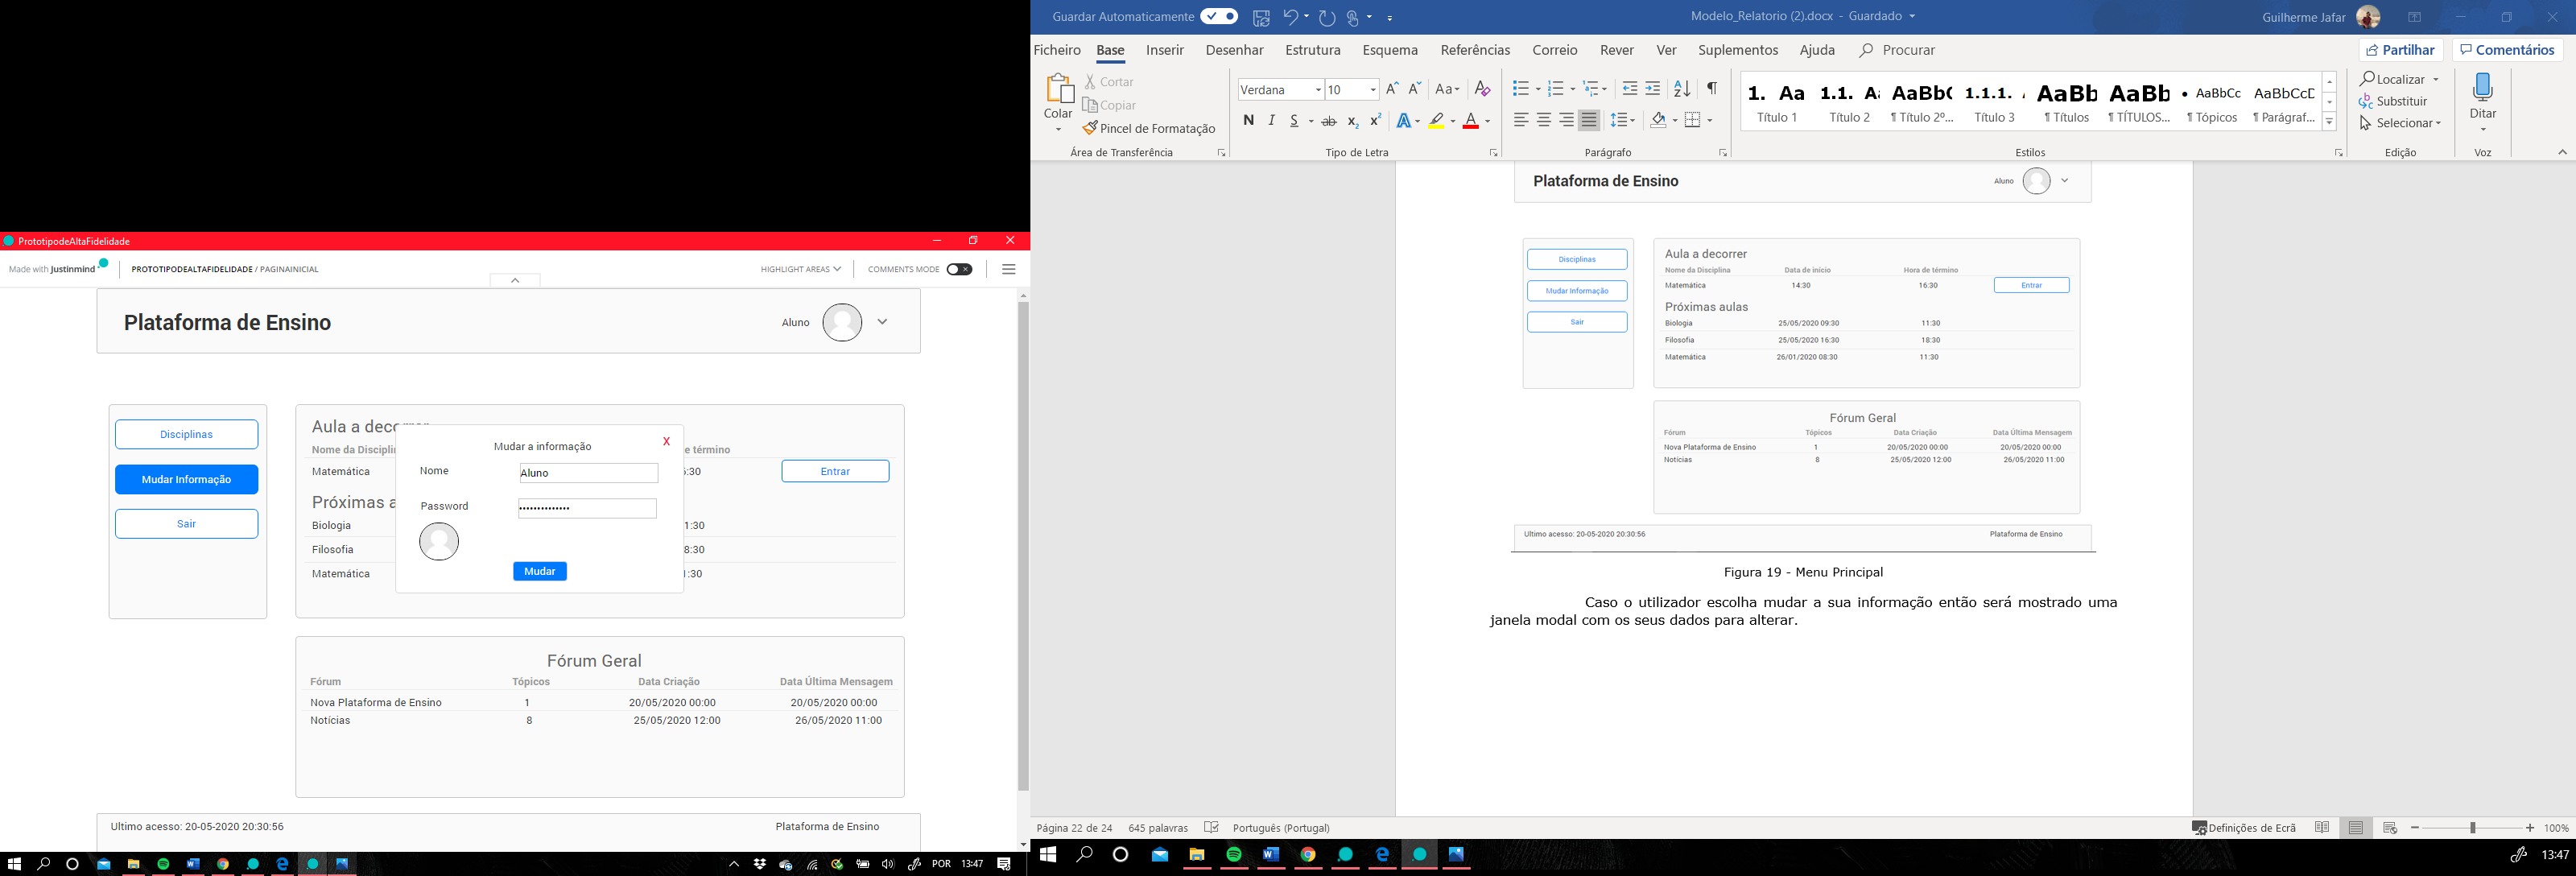 PrototipodeAltaFidelidade
Made with Justinmind
PROTOTIPODEALTAFIDELIDADE / PAGINAINICIAL
HIGHLIGHT AREAS
COMMENTS MODE
Plataforma de Ensino
Aluno
Disciplinas
Mudar Informação
Sair
Aula a decorrer
Nome da Disciplin
e término
Matemática
:30
Entrar
Próximas a
Biologia
1:30
Filosofia
8:30
Matemática
:30
Mudar a informação
X
Nome
Aluno
Password
••••••••••••••
Mudar
Fórum Geral
Fórum Tópicos Data Criação Data Última Mensagem
Nova Plataforma de Ensino 1 20/05/2020 00:00 20/05/2020 00:00
Notícias 8 25/05/2020 12:00 26/05/2020 11:00
Ultimo acesso: 20-05-2020 20:30:56
Plataforma de Ensino
POR 13:47
Guardar Automaticamente
Modelo_Relatorio (2).docx - Guardado
Guilherme Jafar
Ficheiro Base Inserir Desenhar Estrutura Esquema Referências Correio Rever Ver Suplementos Ajuda Procurar
Partilhar
Comentários
Colar
Cortar
Copiar
Pincel de Formatação
Área de Transferência
Verdana 10
N I S ab x2 x2 A A
Tipo de Letra
Parágrafo
1. Aa 1.1. A AaBb( 1.1.1. AaBb AaBb AaBbCc AaBbCcD
Título 1 Título 2 ¶ Título 2º... Título 3 ¶ Títulos ¶ TÍTULOS... ¶ Tópicos ¶ Parágraf...
Estilos
Localizar
Substituir
Selecionar
Edição
Ditar
Voz
Plataforma de Ensino
Aluno
Disciplinas
Mudar Informação
Sair
Aula a decorrer
Nome da Disciplina Data de início Hora de término
Matemática 14:30 16:30 Entrar
Próximas aulas
Biologia 25/05/2020 09:30 11:30
Filosofia 25/05/2020 16:30 18:30
Matemática 26/01/2020 08:30 11:30
Fórum Geral
Fórum Tópicos Data Criação Data Última Mensagem
Nova Plataforma de Ensino 1 20/05/2020 00:00 20/05/2020 00:00
Notícias 8 25/05/2020 12:00 26/05/2020 11:00
Ultimo acesso: 20-05-2020 20:30:56
Plataforma de Ensino
Figura 19 - Menu Principal
Caso o utilizador escolha mudar a sua informação então será mostrado uma
janela modal com os seus dados para alterar.
Página 22 de 24 645 palavras Português (Portugal)
Definições de Ecrã
100%
13:47